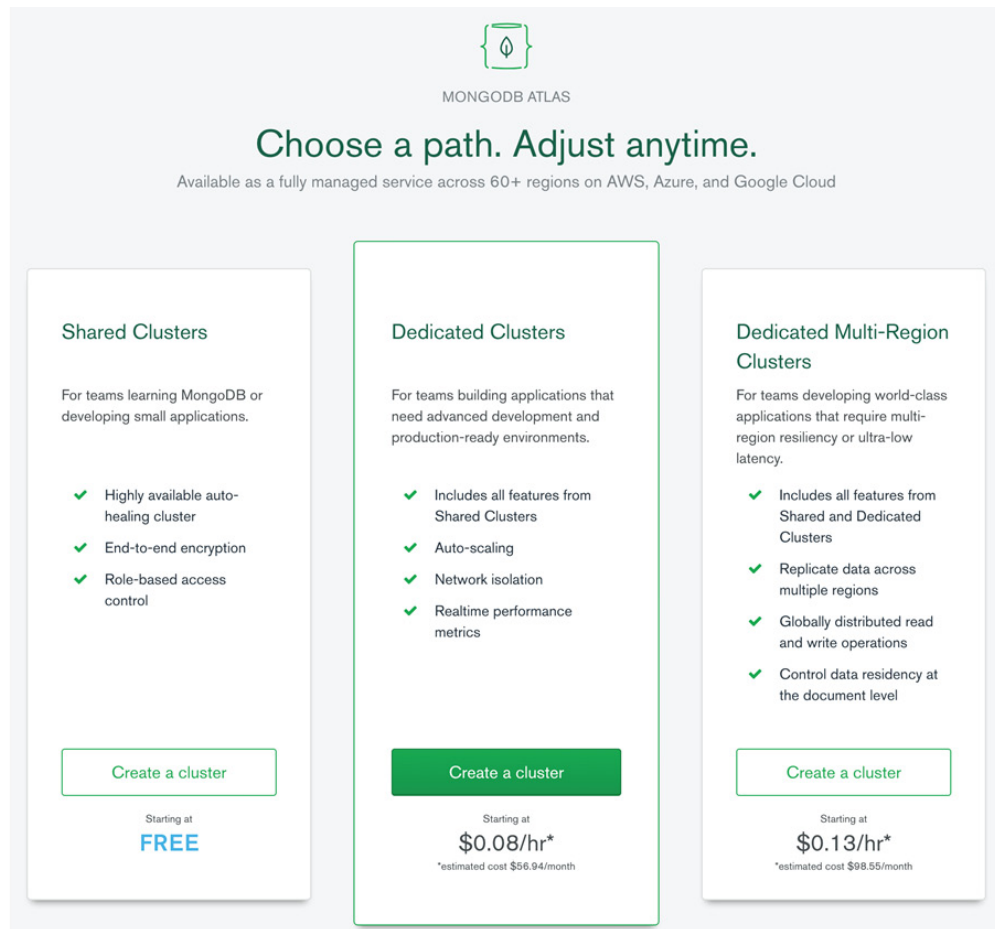 MONGODB ATLAS
Choose a path. Adjust anytime.
Available as a fully managed service across 60+ regions on AWS, Azure, and Google Cloud
Shared Clusters
For teams learning MongoDB or
developing small applications.
Highly available auto-
healing cluster
End-to-end encryption
Role-based access
control
Create a cluster
Starting at
FREE
Dedicated Clusters
For teams building applications that
need advanced development and
production-ready environments.
Includes all features from
Shared Clusters
Auto-scaling
Network isolation
Realtime performance
metrics
Create a cluster
Starting at
$0.08/hr*
*estimated cost $56.94/month
Dedicated Multi-Region
Clusters
For teams developing world-class
applications that require multi-
region resiliency or ultra-low
latency.
Includes all features from
Shared and Dedicated
Clusters
Replicate data across
multiple regions
Globally distributed read
and write operations
Control data residency at
the document level
Create a cluster
Starting at
$0.13/hr*
*estimated cost $98.55/month